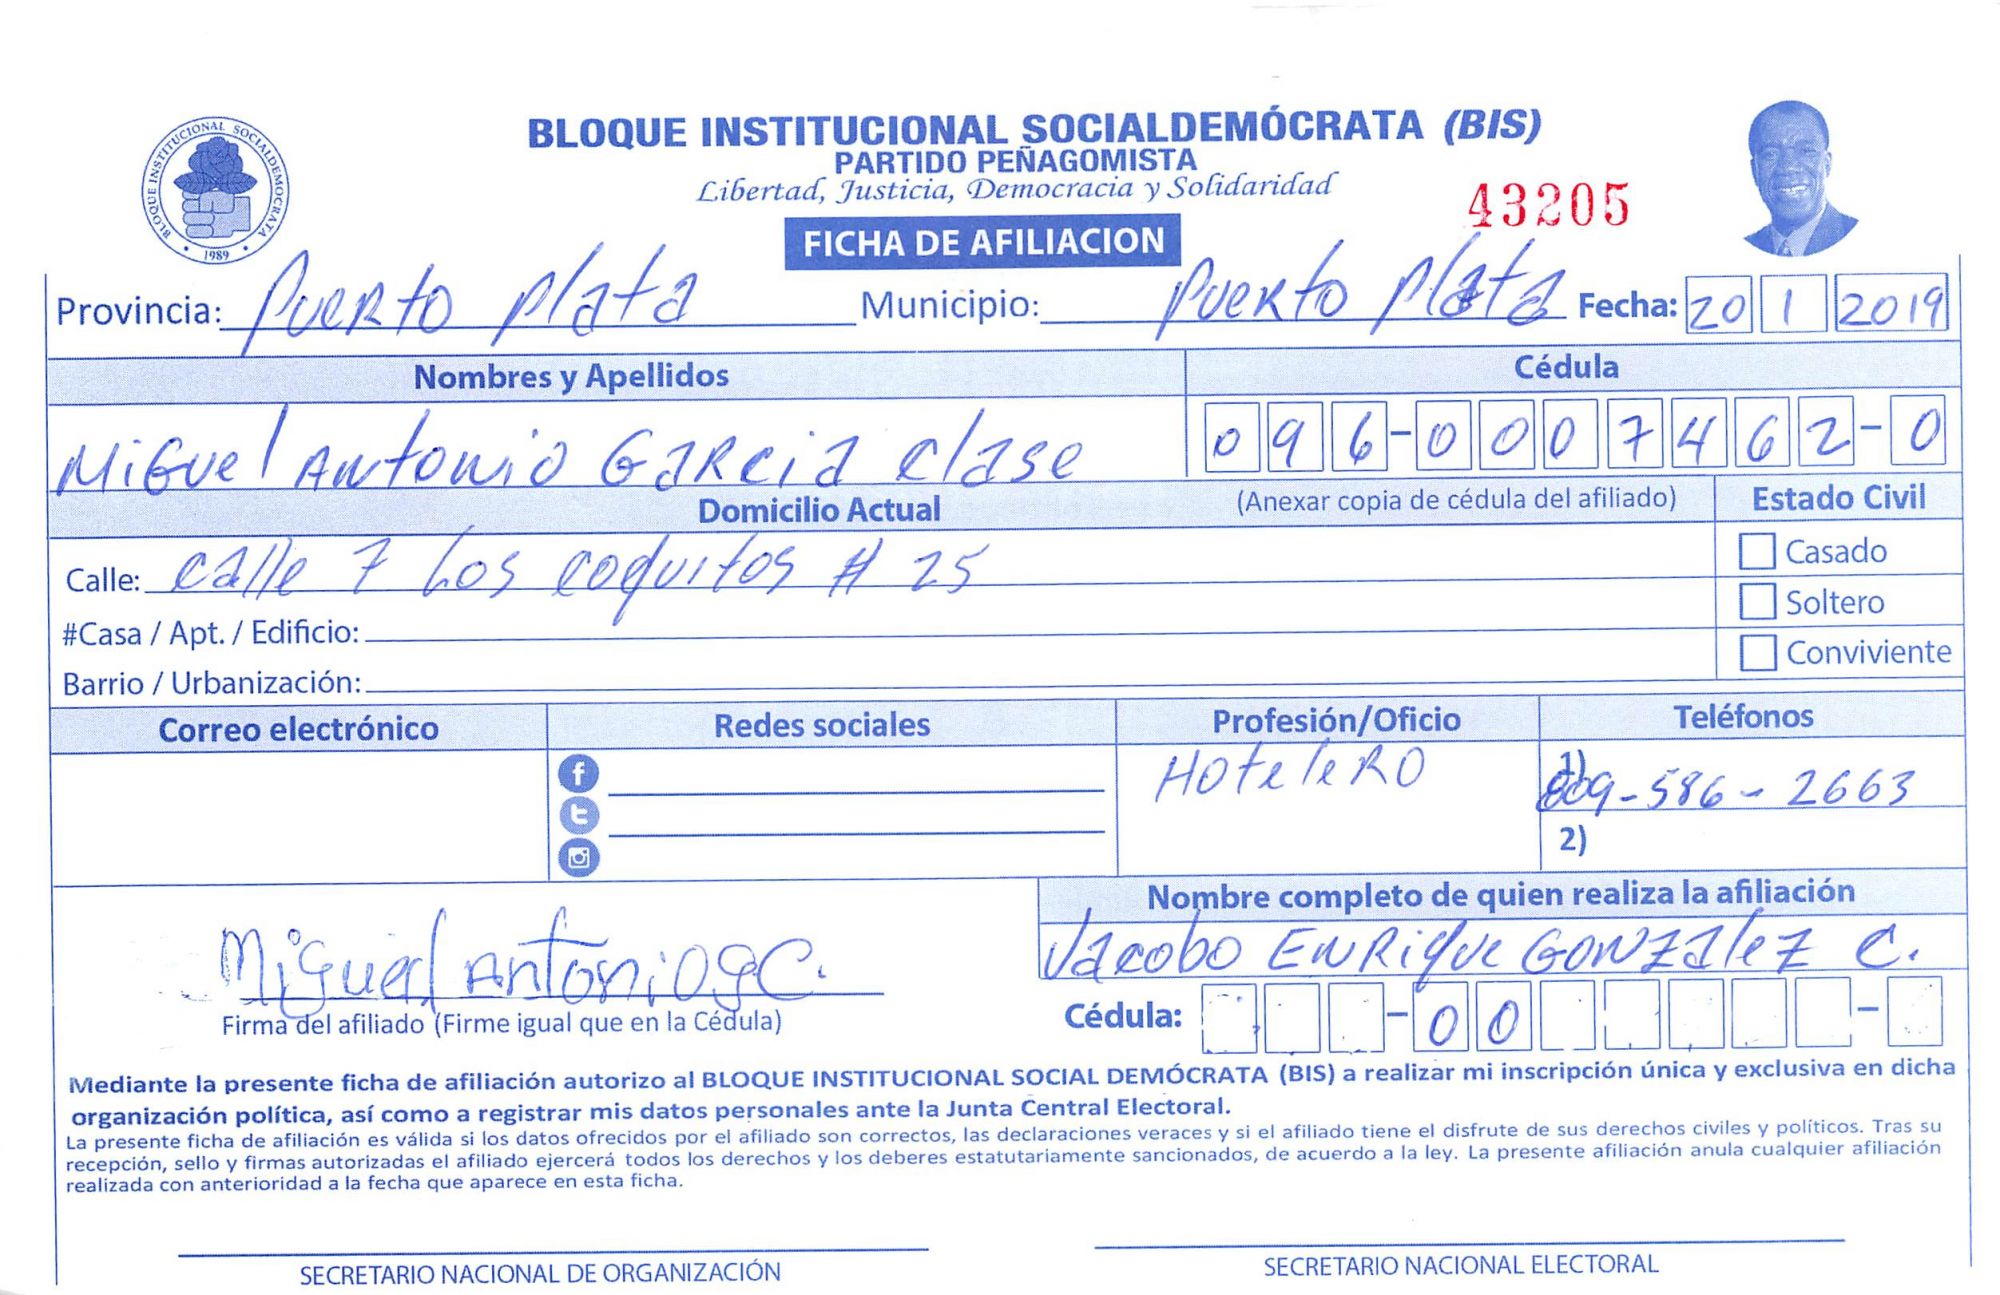 BLOQUE INSTITUCIONAL SOCIALDEMÓCRATA
1989
BLOQUE INSTITUCIONAL SOCIALDEMÓCRATA (BIS)
PARTIDO PEÑAGOMISTA
Libertad, Justicia, Democracia y Solidaridad
43205
FICHA DE AFILIACION
Provincia: Puerto Plata Municipio: Puerto Plata Fecha: 20 1 2019
Nombres y Apellidos Cédula
Miguel Antonio Garcia Clase 096-0007462-0
Domicilio Actual (Anexar copia de cédula del afiliado) Estado Civil
Calle: Calle 7 Los Coquitos # 25 Casado
#Casa / Apt. / Edificio: Soltero
Barrio / Urbanización: Conviviente
Correo electrónico Redes sociales Profesión/Oficio Teléfonos
Hotelero 1) 809-586-2663
2)
Nombre completo de quien realiza la afiliación
Jacobo Enrique Gonzalez C.
Miguel Antonio g C.
Firma del afiliado (Firme igual que en la Cédula) Cédula: -00 -
Mediante la presente ficha de afiliación autorizo al BLOQUE INSTITUCIONAL SOCIAL DEMÓCRATA (BIS) a realizar mi inscripción única y exclusiva en dicha
organización política, así como a registrar mis datos personales ante la Junta Central Electoral.
La presente ficha de afiliación es válida si los datos ofrecidos por el afiliado son correctos, las declaraciones veraces y si el afiliado tiene el disfrute de sus derechos civiles y políticos. Tras su
recepción, sello y firmas autorizadas el afiliado ejercerá todos los derechos y los deberes estatutariamente sancionados, de acuerdo a la ley. La presente afiliación anula cualquier afiliación
realizada con anterioridad a la fecha que aparece en esta ficha.
SECRETARIO NACIONAL DE ORGANIZACIÓN SECRETARIO NACIONAL ELECTORAL